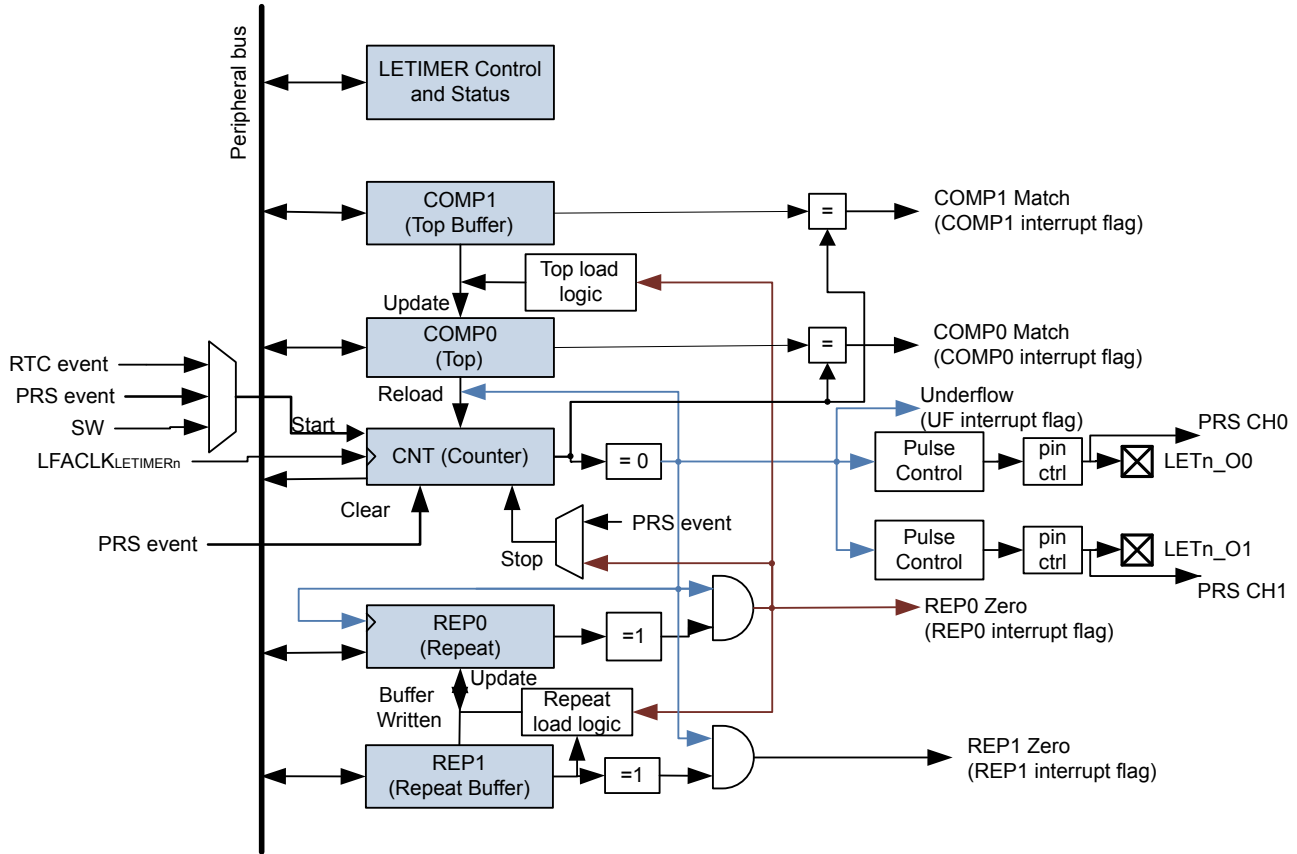 Peripheral bus
LETIMER Control
and Status
COMP1
(Top Buffer)
=
COMP1 Match
(COMP1 interrupt flag)
Top load
logic
Update
COMP0
(Top)
=
COMP0 Match
(COMP0 interrupt flag)
RTC event
PRS event
SW
LFACLKLETIMERn
Start
Reload
CNT (Counter)
= 0
Underflow
(UF interrupt flag)
Pulse
Control
pin
ctrl
PRS CH0
LETn_O0
Clear
PRS event
PRS event
Stop
Pulse
Control
pin
ctrl
LETn_O1
PRS CH1
REP0
(Repeat)
=1
REP0 Zero
(REP0 interrupt flag)
Update
Buffer
Written
Repeat
load logic
REP1
(Repeat Buffer)
=1
REP1 Zero
(REP1 interrupt flag)